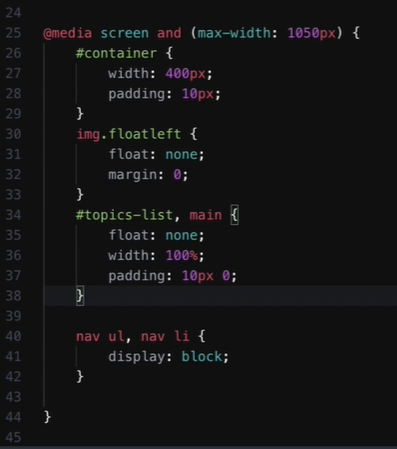 24
25 @media screen and (max-width: 1050px) {
26 #container {
27 width: 400px;
28 padding: 10px;
29 }
30 img.floatleft {
31 float: none;
32 margin: 0;
33 }
34 #topics-list, main {
35 float: none;
36 width: 100%;
37 padding: 10px 0;
38 }
39
40 nav ul, nav li {
41 display: block;
42 }
43
44 }
45